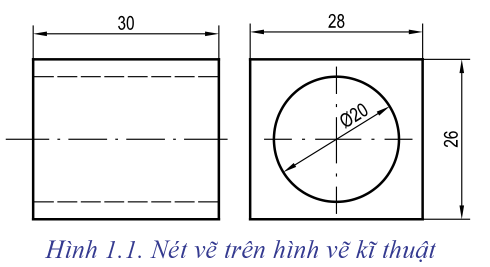 30
28
Ø20
26
Hình 1.1. Nét vẽ trên hình vẽ kĩ thuật